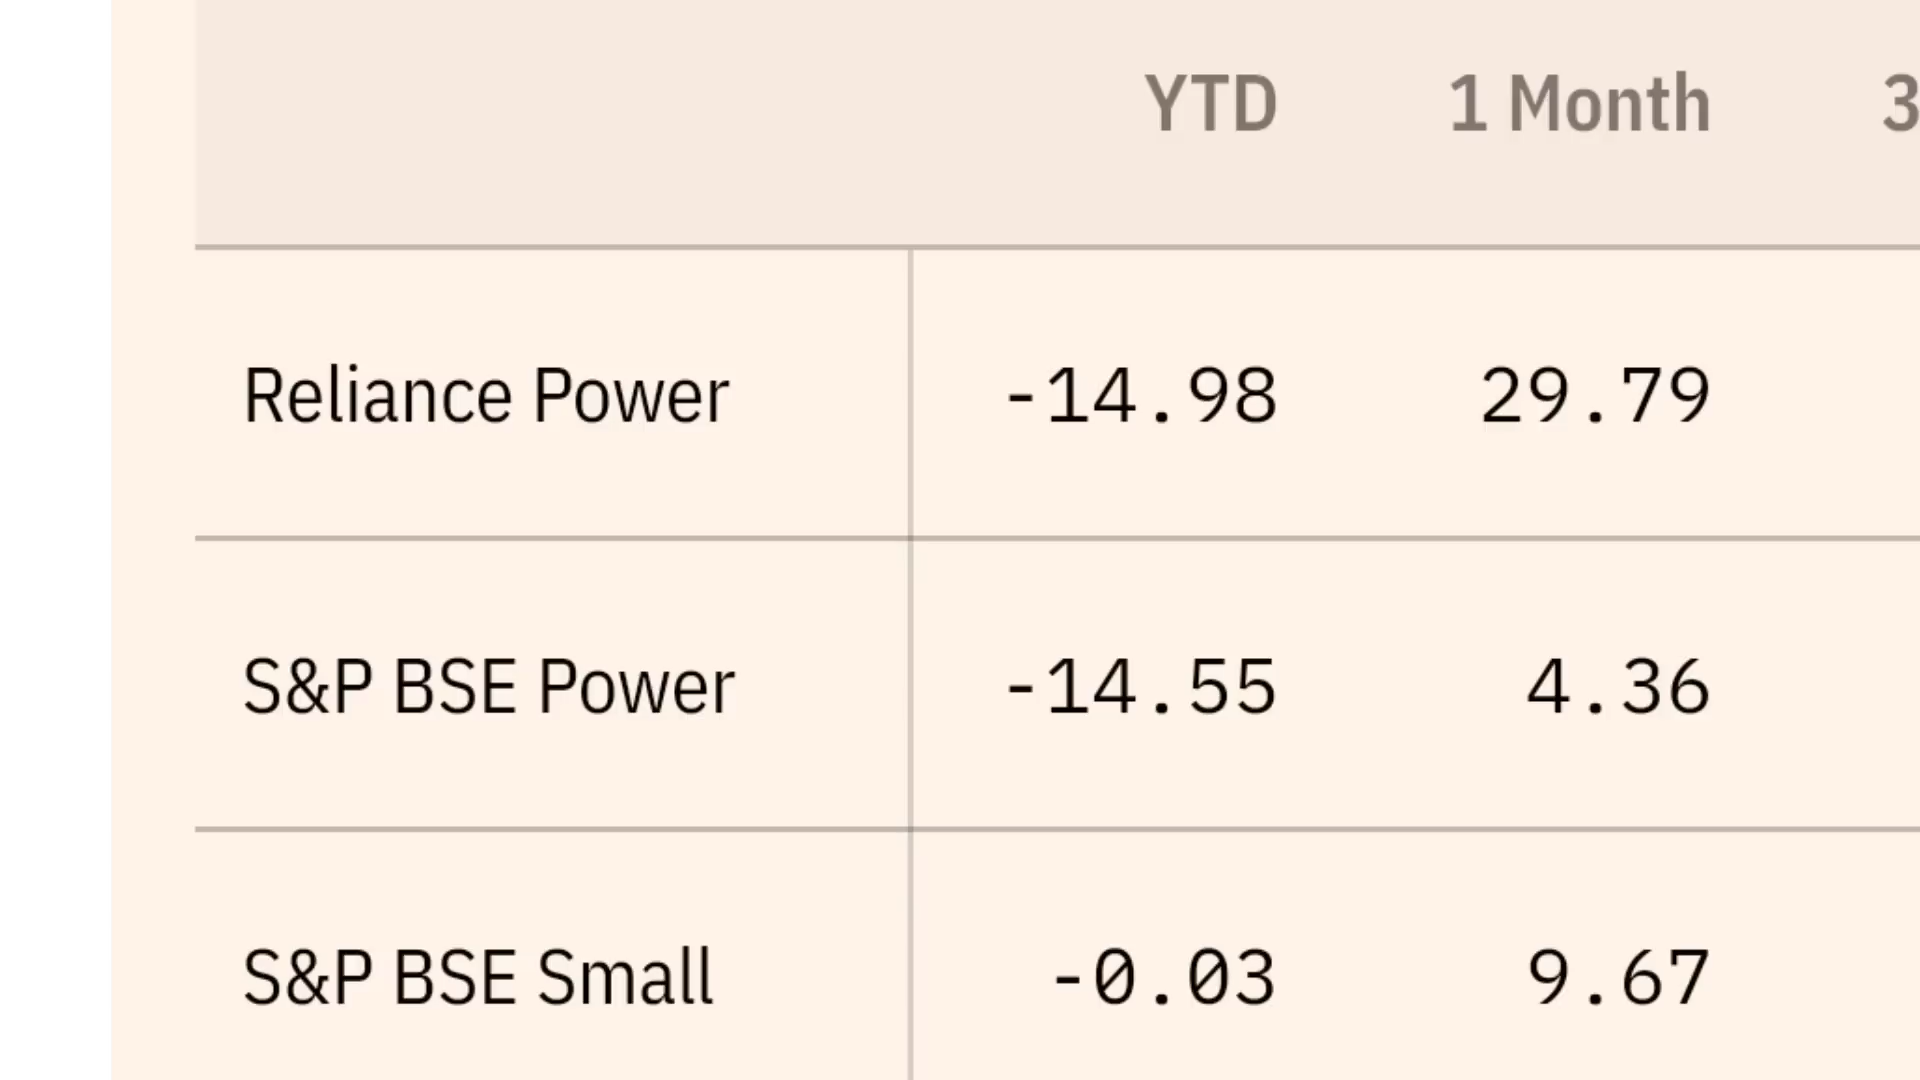 YTD 1 Month 3
Reliance Power -14.98 29.79
S&P BSE Power -14.55 4.36
S&P BSE Small -0.03 9.67